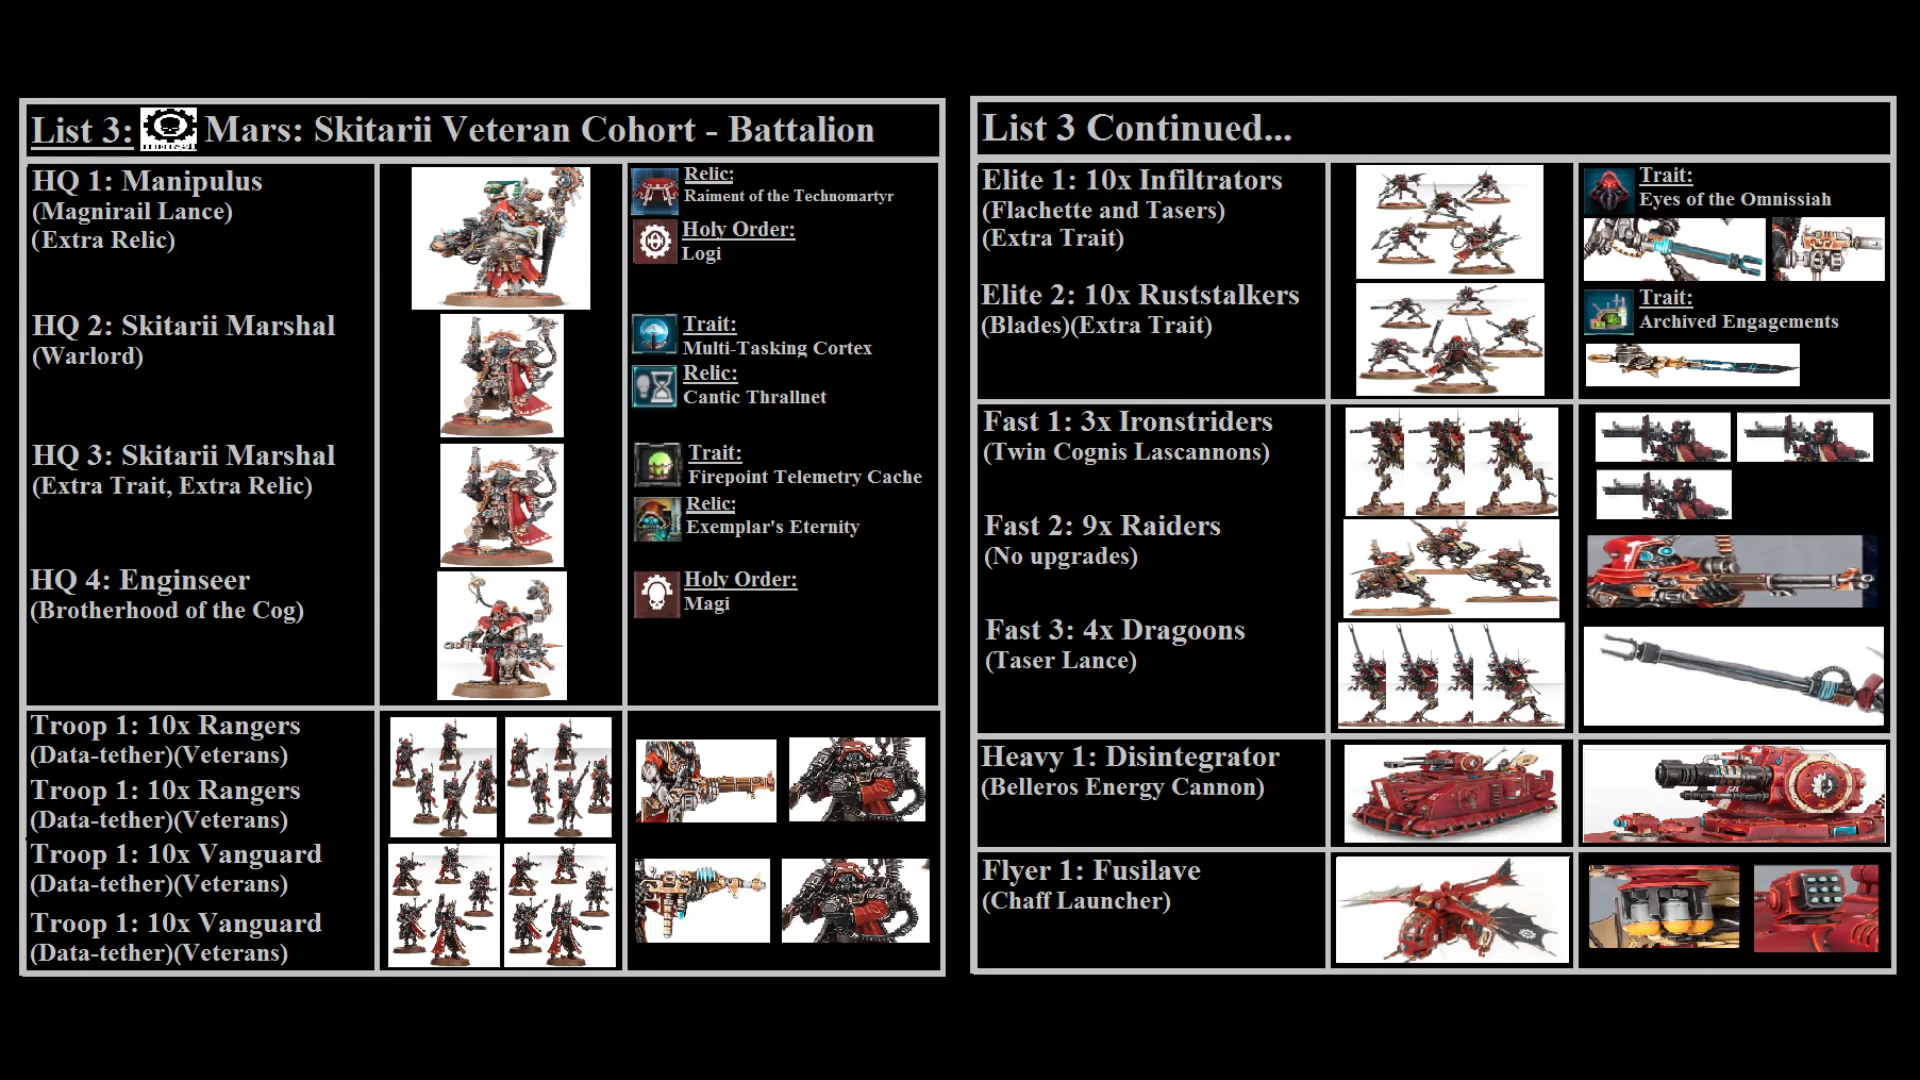 List 3: Mars: Skitarii Veteran Cohort - Battalion
HQ 1: Manipulus
(Magnirail Lance)
(Extra Relic)
Relic:
Raiment of the Technomartyr
Holy Order:
Logi
HQ 2: Skitarii Marshal
(Warlord)
Trait:
Multi-Tasking Cortex
Relic:
Cantic Thrallnet
HQ 3: Skitarii Marshal
(Extra Trait, Extra Relic)
Trait:
Firepoint Telemetry Cache
Relic:
Exemplar's Eternity
HQ 4: Enginseer
(Brotherhood of the Cog)
Holy Order:
Magi
Troop 1: 10x Rangers
(Data-tether)(Veterans)
Troop 1: 10x Rangers
(Data-tether)(Veterans)
Troop 1: 10x Vanguard
(Data-tether)(Veterans)
Troop 1: 10x Vanguard
(Data-tether)(Veterans)
List 3 Continued...
Elite 1: 10x Infiltrators
(Flachette and Tasers)
(Extra Trait)
Trait:
Eyes of the Omnissiah
Elite 2: 10x Ruststalkers
(Blades)(Extra Trait)
Trait:
Archived Engagements
Fast 1: 3x Ironstriders
(Twin Cognis Lascannons)
Fast 2: 9x Raiders
(No upgrades)
Fast 3: 4x Dragoons
(Taser Lance)
Heavy 1: Disintegrator
(Belleros Energy Cannon)
Flyer 1: Fusilave
(Chaff Launcher)